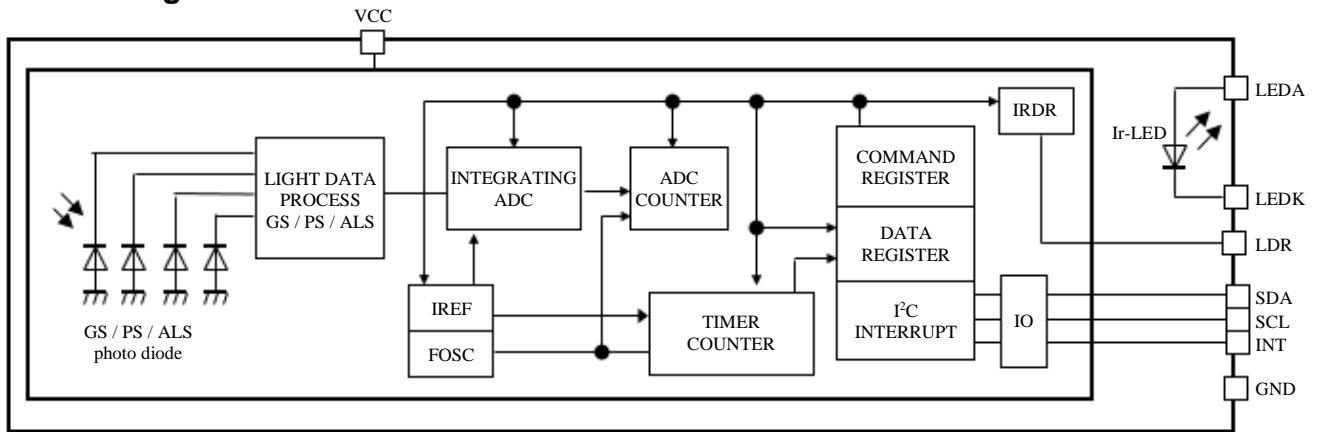 VCC
LEDA
IRDR
Ir-LED
COMMAND
REGISTER
LIGHT DATA
PROCESS
GS / PS / ALS
INTEGRATING
ADC
ADC
COUNTER
LEDK
DATA
REGISTER
LDR
IREF
FOSC
TIMER
COUNTER
I²C
INTERRUPT
IO
SDA
SCL
INT
GS / PS / ALS
photo diode
GND